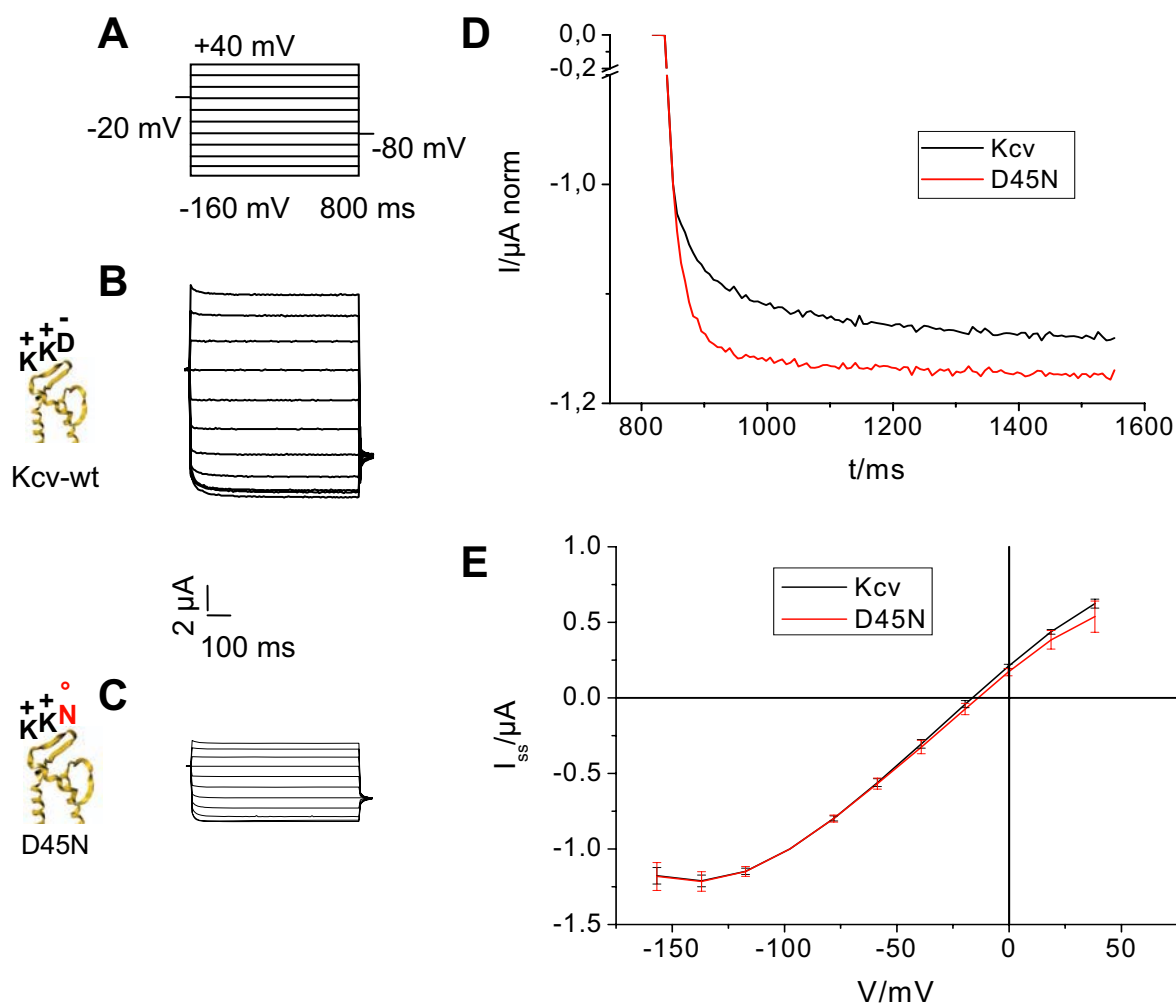 A
+40 mV
-20 mV
-80 mV
-160 mV
800 ms
B
+ + -
K K D
Kcv-wt
2 µA
100 ms
C
+ + °
K K N
D45N
D
0,0
-0,2
-1,0
-1,2
I/µA norm
Kcv
D45N
800 1000 1200 1400 1600
t/ms
E
1.0
0.5
0.0
-0.5
-1.0
-1.5
I ss/µA
Kcv
D45N
-150 -100 -50 0 50
V/mV